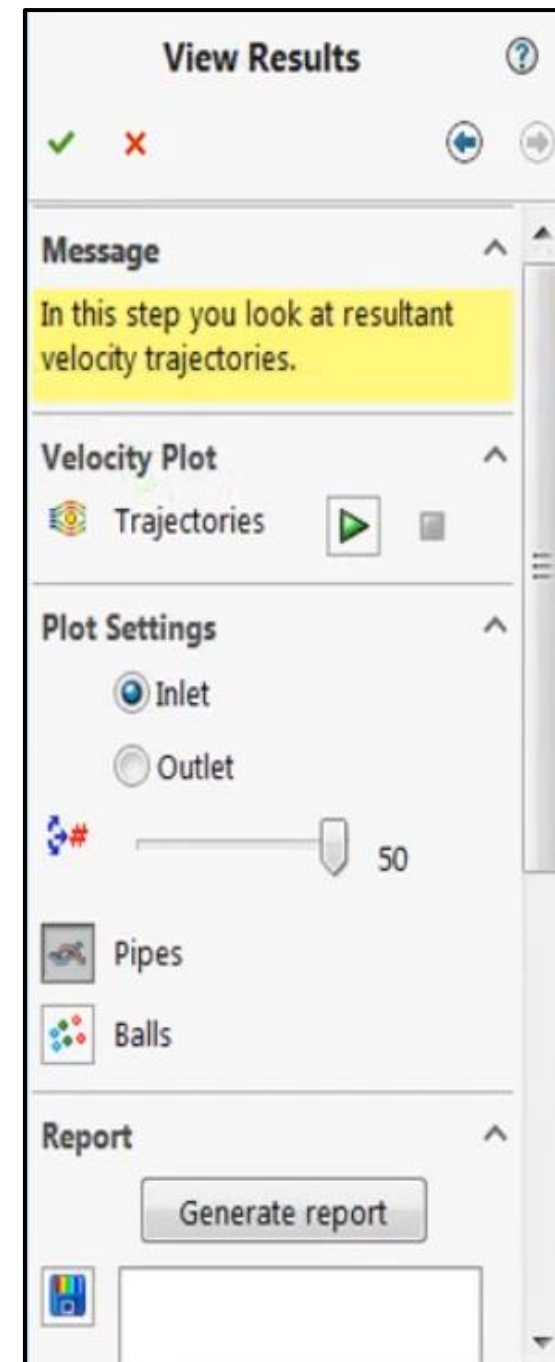 View Results
?
Message
In this step you look at resultant
velocity trajectories.
Velocity Plot
Trajectories
Plot Settings
Inlet
Outlet
# 50
Pipes
Balls
Report
Generate report